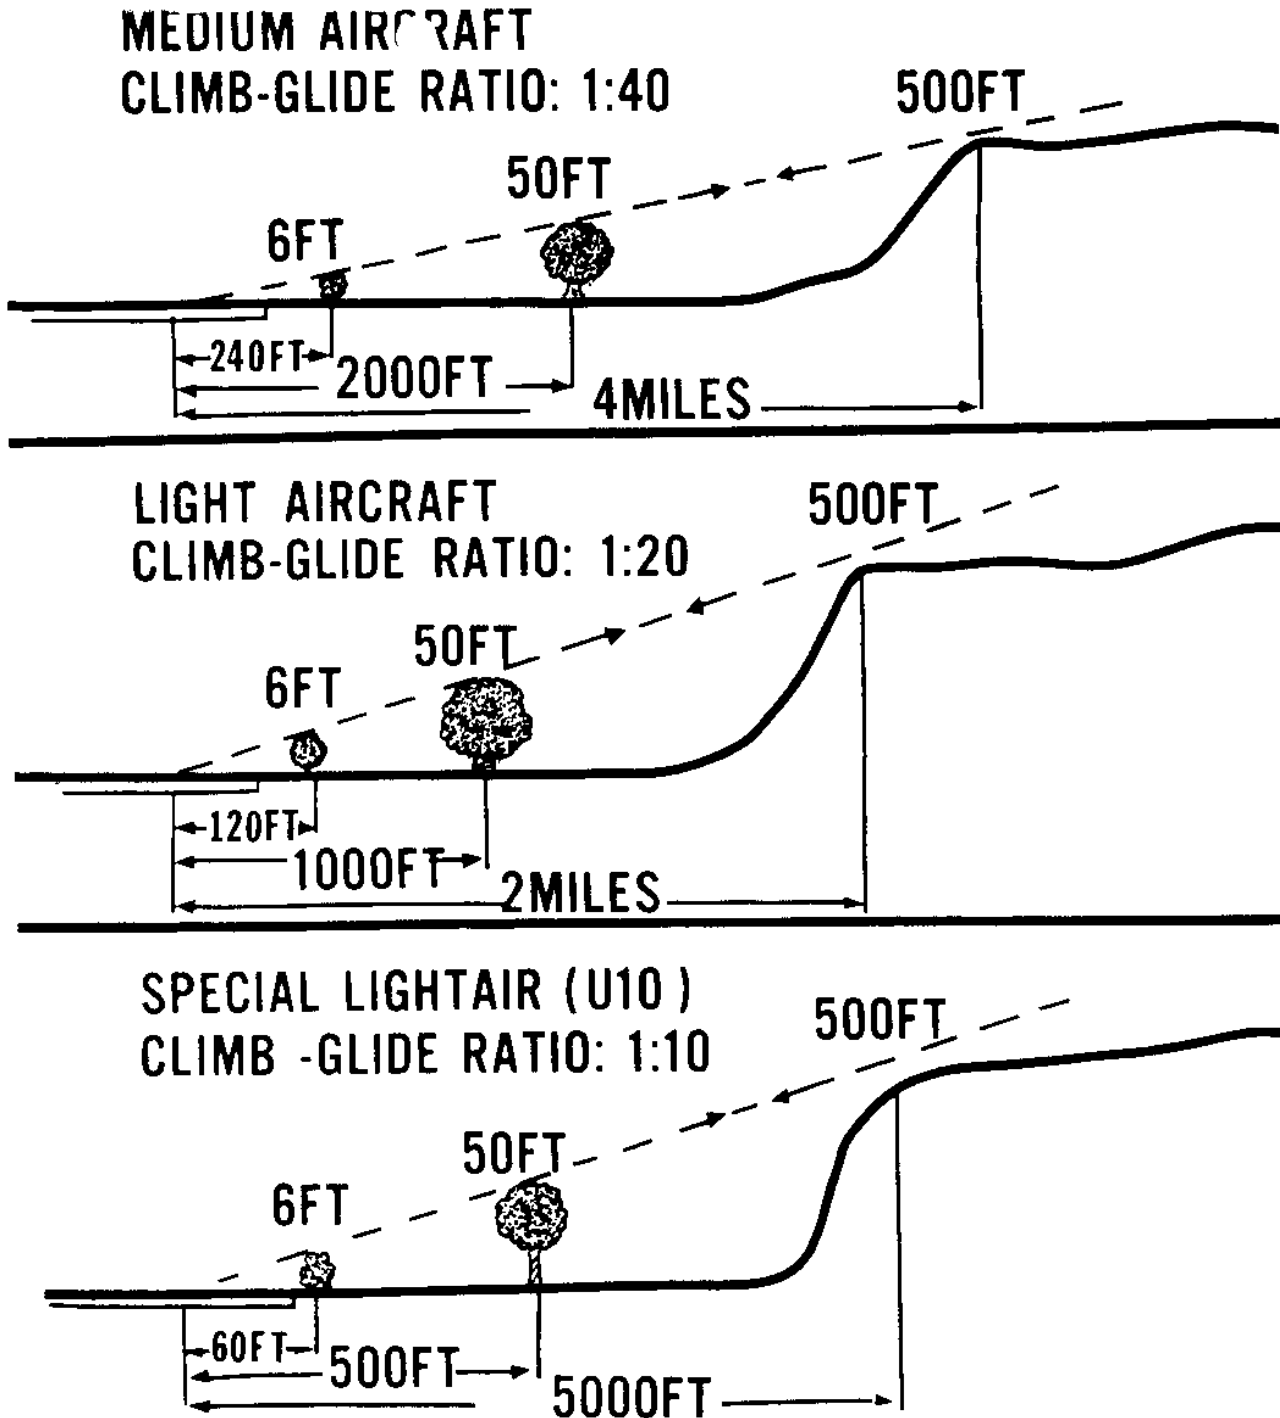 MEDIUM AIRCRAFT
CLIMB-GLIDE RATIO: 1:40
500FT
50FT
6FT
240FT
2000FT
4MILES
LIGHT AIRCRAFT
CLIMB-GLIDE RATIO: 1:20
500FT
50FT
6FT
120FT
1000FT
2MILES
SPECIAL LIGHTAIR (U10)
CLIMB -GLIDE RATIO: 1:10
500FT
50FT
6FT
60FT
500FT
5000FT